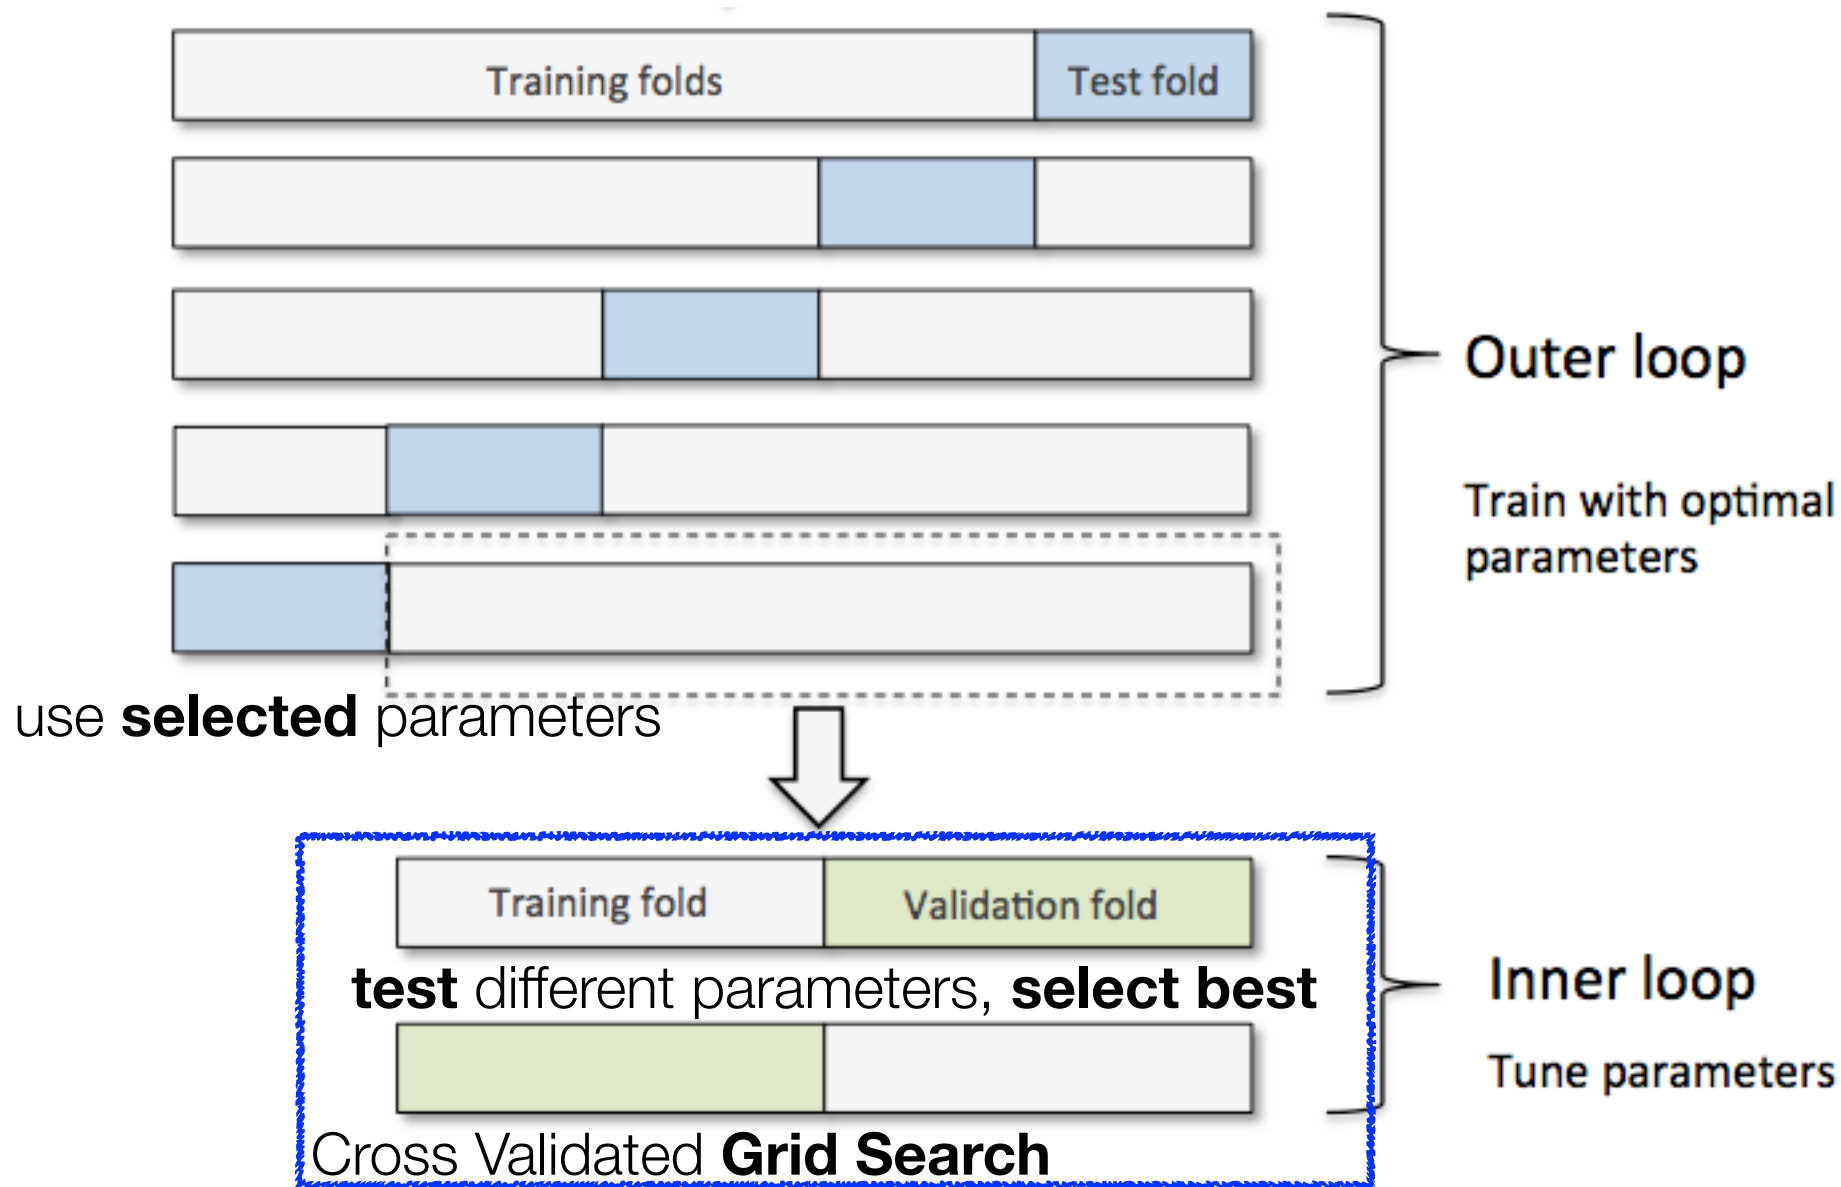 Training folds
Test fold
Outer loop
Train with optimal
parameters
use selected parameters
Training fold
Validation fold
test different parameters, select best
Inner loop
Tune parameters
Cross Validated Grid Search